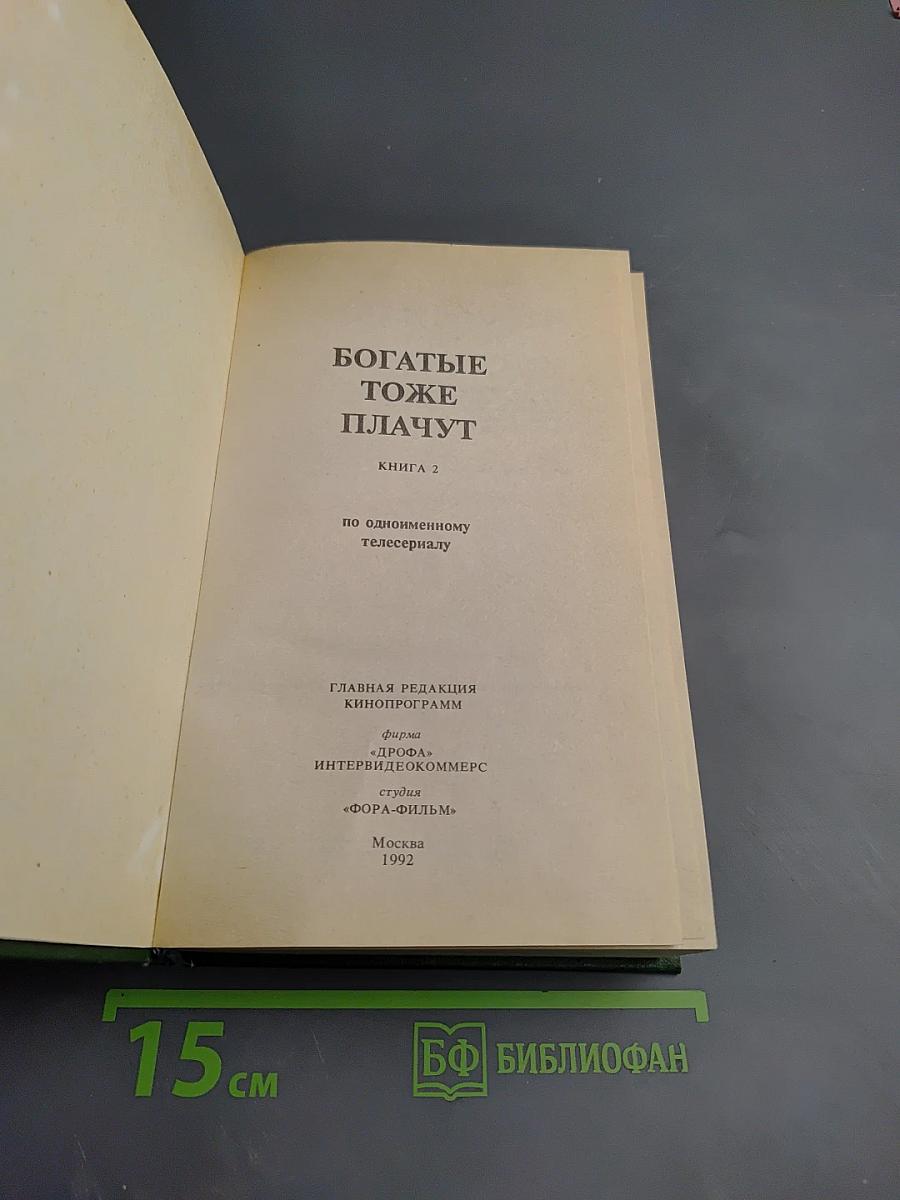 БОГАТЫЕ
ТОЖЕ
ПЛАЧУТ
КНИГА 2
по одноименному
телесериалу
ГЛАВНАЯ РЕДАКЦИЯ
КИНОПРОГРАММ
фирма
«ДРОФА»
ИНТЕРВИДЕОКОММЕРС
студия
«ФОРА-ФИЛЬМ»
Москва
1992
15 см
БФ БИБЛИОФАН